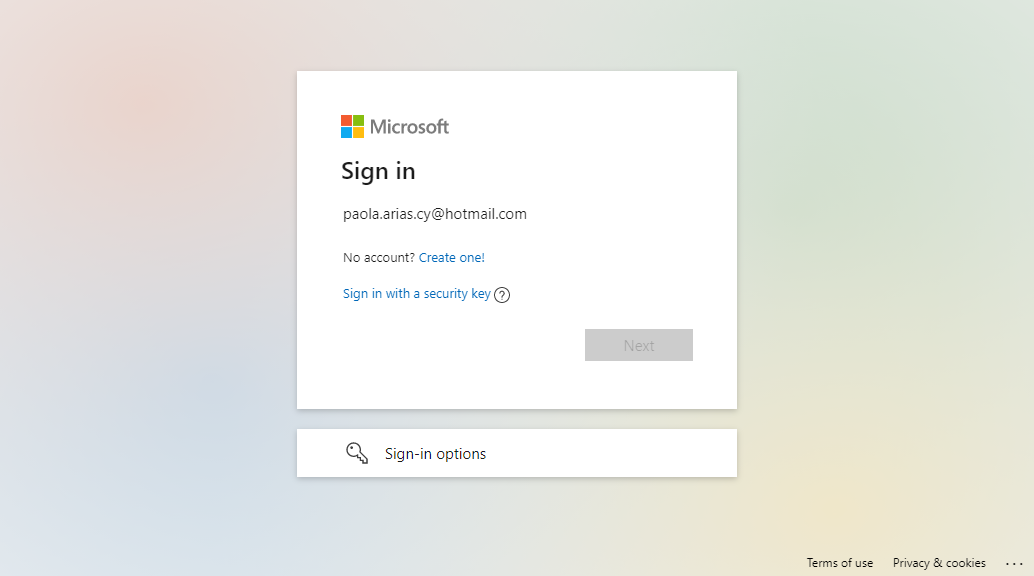 Microsoft
Sign in
paola.arias.cy@hotmail.com
No account? Create one!
Sign in with a security key ?
Next
Sign-in options
Terms of use Privacy & cookies ...